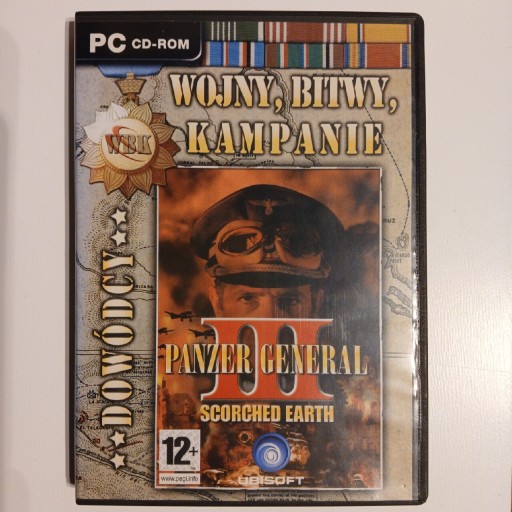 PC CD-ROM
WOJNY, BITWY,
KAMPANIE
WBK
DOWÓDCY
III
PANZER GENERAL
SCORCHED EARTH
12+
www.pegi.info
UBISOFT